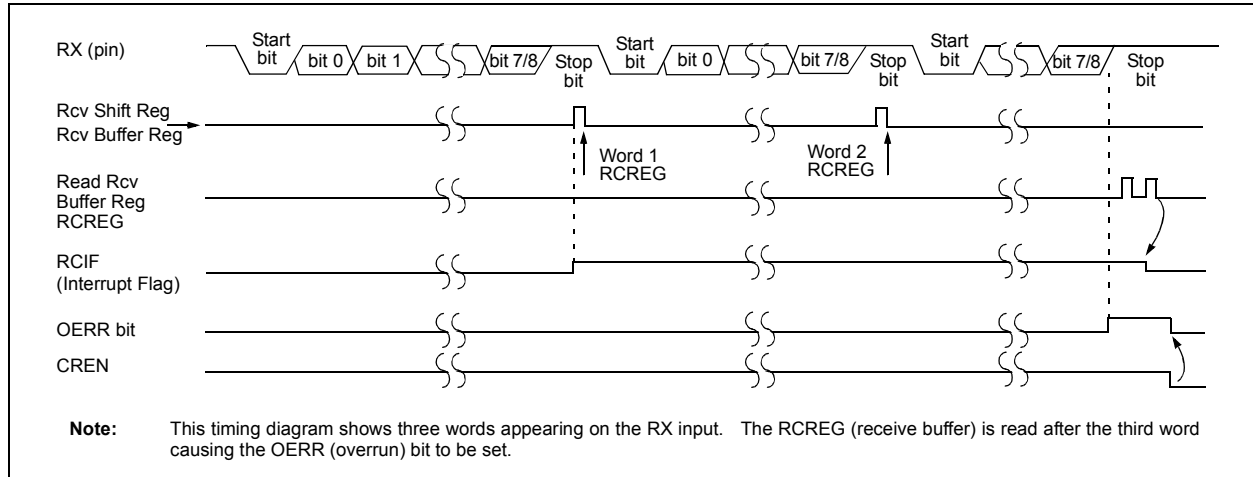 RX (pin)
Start
bit
bit 0
bit 1
bit 7/8
Stop
bit
Start
bit
bit 0
bit 7/8
Stop
bit
Start
bit
bit 7/8
Stop
bit
Rcv Shift Reg
Rcv Buffer Reg
Word 1
RCREG
Word 2
RCREG
Read Rcv
Buffer Reg
RCREG
RCIF
(Interrupt Flag)
OERR bit
CREN
Note: This timing diagram shows three words appearing on the RX input. The RCREG (receive buffer) is read after the third word
causing the OERR (overrun) bit to be set.